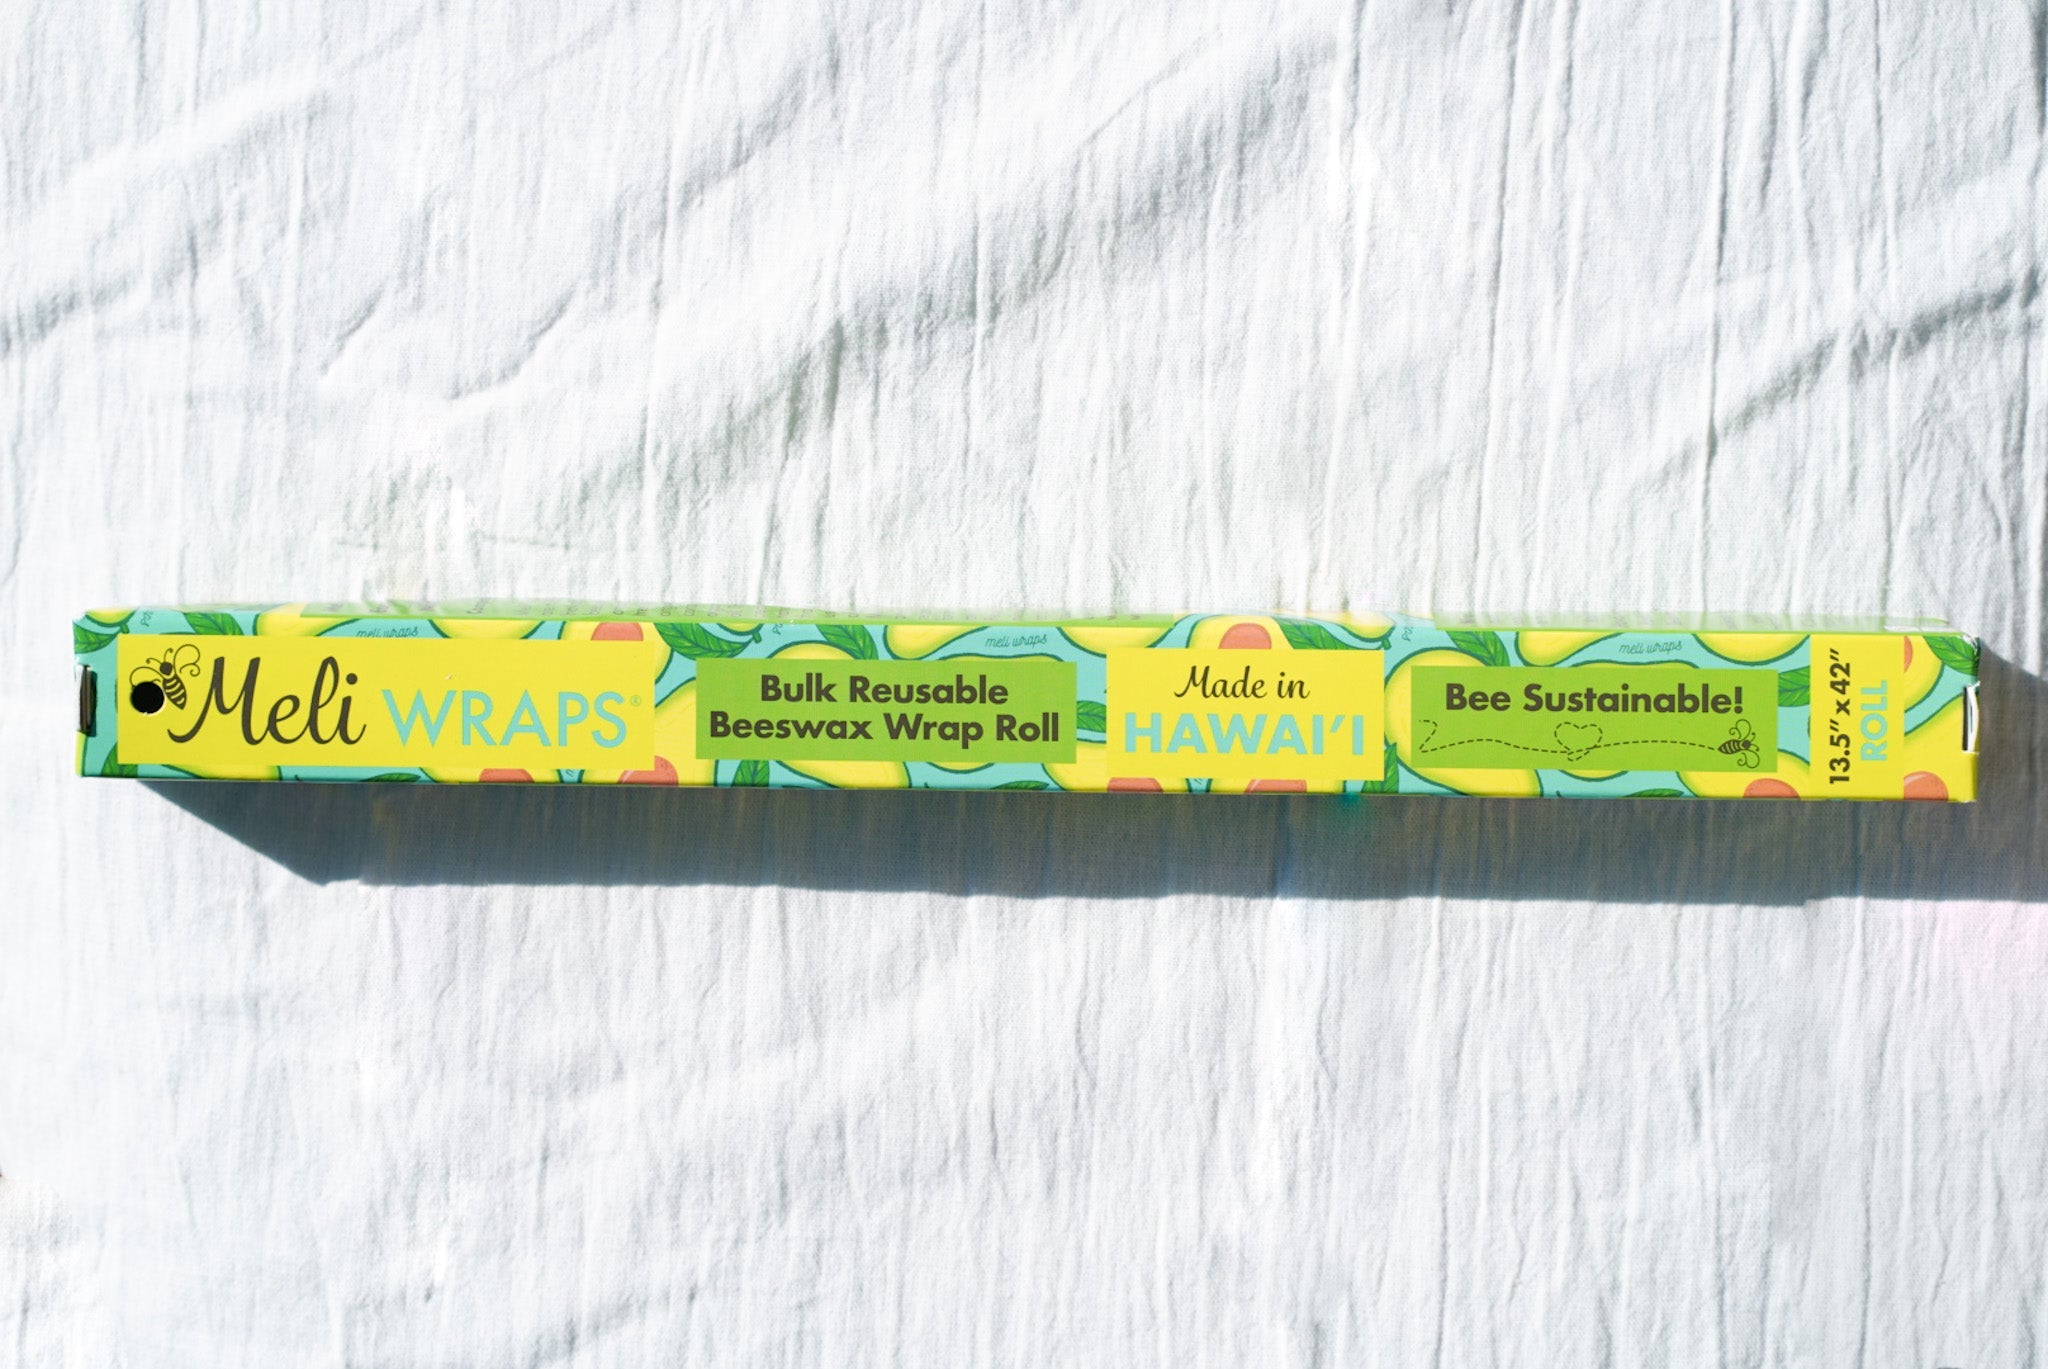 meli wraps
meli wraps
meli wraps
Meli WRAPS®
Bulk Reusable
Beeswax Wrap Roll
Made in
HAWAI'I
Bee Sustainable!
13.5" x 42"
ROLL